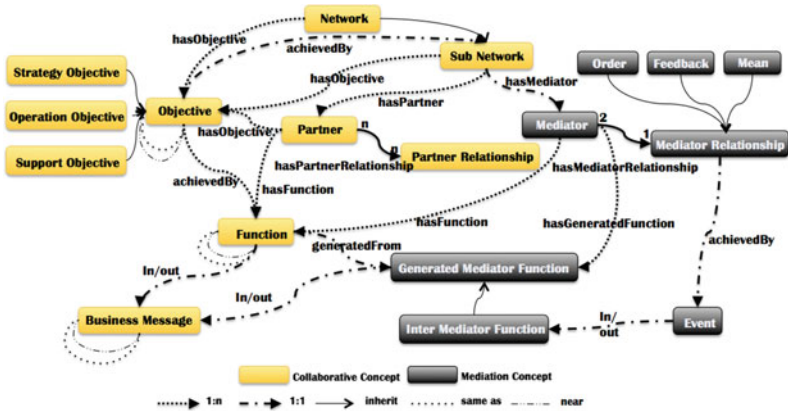 Network
hasObjective
achievedBy
Sub Network
Order
Feedback
Mean
Strategy Objective
hasObjective
hasMediator
Operation Objective
Objective
hasPartner
hasObjective
Partner
n
Mediator
2
1
Mediator Relationship
Support Objective
hasPartnerRelationship
n
Partner Relationship
hasMediatorRelationship
achievedBy
hasFunction
Function
hasFunction
hasGeneratedFunction
generatedFrom
achievedBy
In/out
In/out
Generated Mediator Function
Business Message
Inter Mediator Function
In/
out
Event
Collaborative Concept
Mediation Concept
1:n
1:1
inherit
same as
near